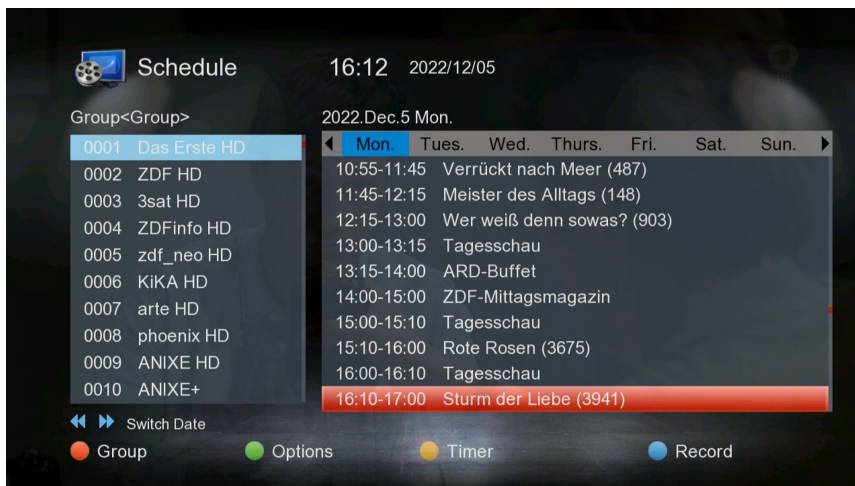 Schedule
16:12 2022/12/05
Group<Group>
0001 Das Erste HD
0002 ZDF HD
0003 3sat HD
0004 ZDFinfo HD
0005 zdf_neo HD
0006 KiKA HD
0007 arte HD
0008 phoenix HD
0009 ANIXE HD
0010 ANIXE+
2022.Dec.5 Mon.
Mon. Tues. Wed. Thurs. Fri. Sat. Sun.
10:55-11:45 Verrückt nach Meer (487)
11:45-12:15 Meister des Alltags (148)
12:15-13:00 Wer weiß denn sowas? (903)
13:00-13:15 Tagesschau
13:15-14:00 ARD-Buffet
14:00-15:00 ZDF-Mittagsmagazin
15:00-15:10 Tagesschau
15:10-16:00 Rote Rosen (3675)
16:00-16:10 Tagesschau
16:10-17:00 Sturm der Liebe (3941)
Switch Date
Group Options Timer Record